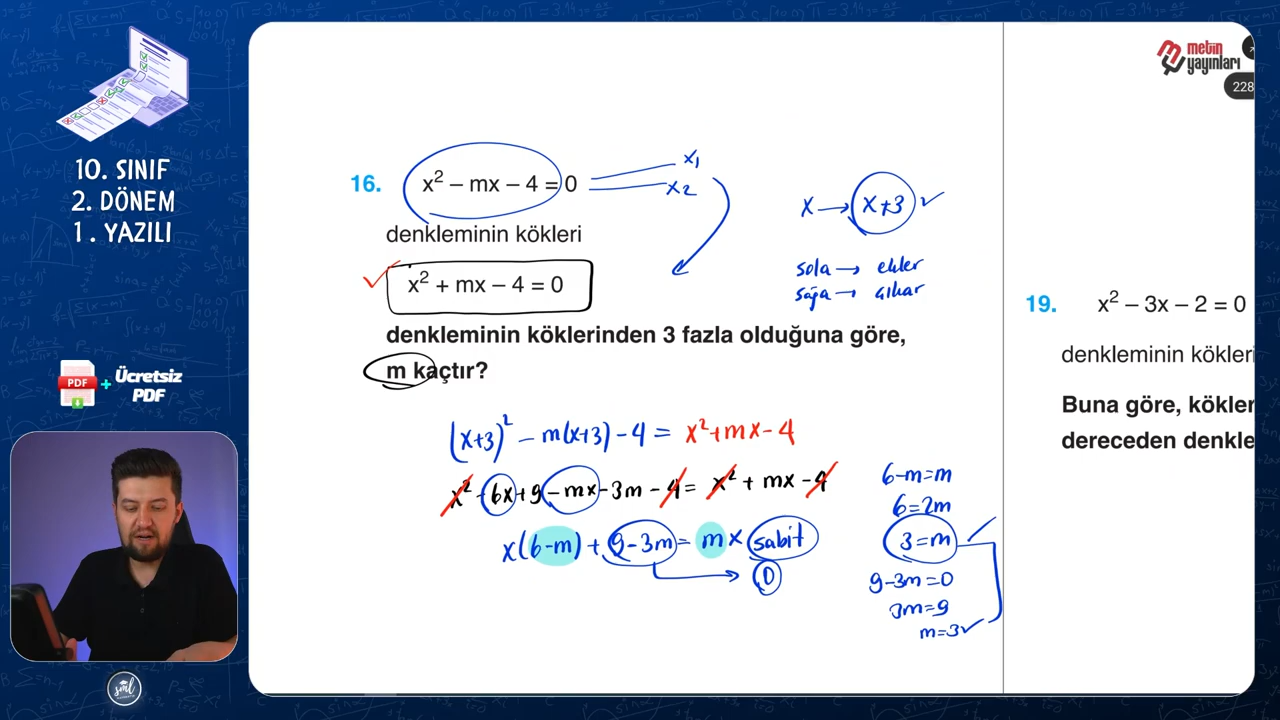 10. SINIF
2. DÖNEM
1. YAZILI
PDF
+
Ücretsiz
PDF
sml
metin
yayınları
228
16.
x² – mx – 4 = 0
x₁
x₂
x → x+3 ✓
denkleminin kökleri
✓ x² + mx – 4 = 0
sola → ekler
sağa → çıkar
denkleminin köklerinden 3 fazla olduğuna göre,
m kaçtır?
(x+3)² – m(x+3) – 4 = x² + mx – 4
x² + 6x + 9 – mx – 3m – 4 = x² + mx – 4
x(6–m) + 9–3m = mx sabit
0
6–m=m
6=2m
3=m
9–3m=0
3m=9
m=3✓
19.
x² – 3x – 2 = 0
denkleminin kökleri
Buna göre, kökler
dereceden denkle